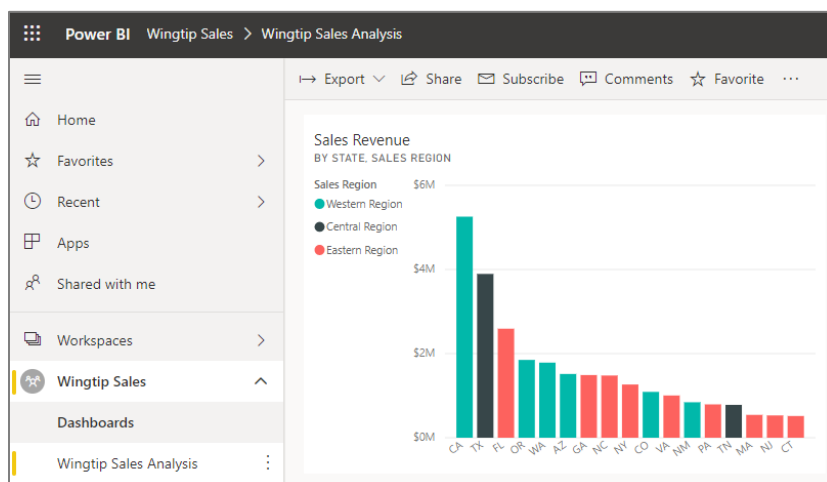 Power BI Wingtip Sales > Wingtip Sales Analysis
Export Share Subscribe Comments Favorite ...
Home
Favorites
Recent
Apps
Shared with me
Workspaces
Wingtip Sales
Dashboards
Wingtip Sales Analysis
Sales Revenue
BY STATE, SALES REGION
Sales Region
Western Region
Central Region
Eastern Region
$6M
$4M
$2M
$0M
CA TX FL OR WA AZ GA NC NY CO VA NM PA TN MA NJ CT